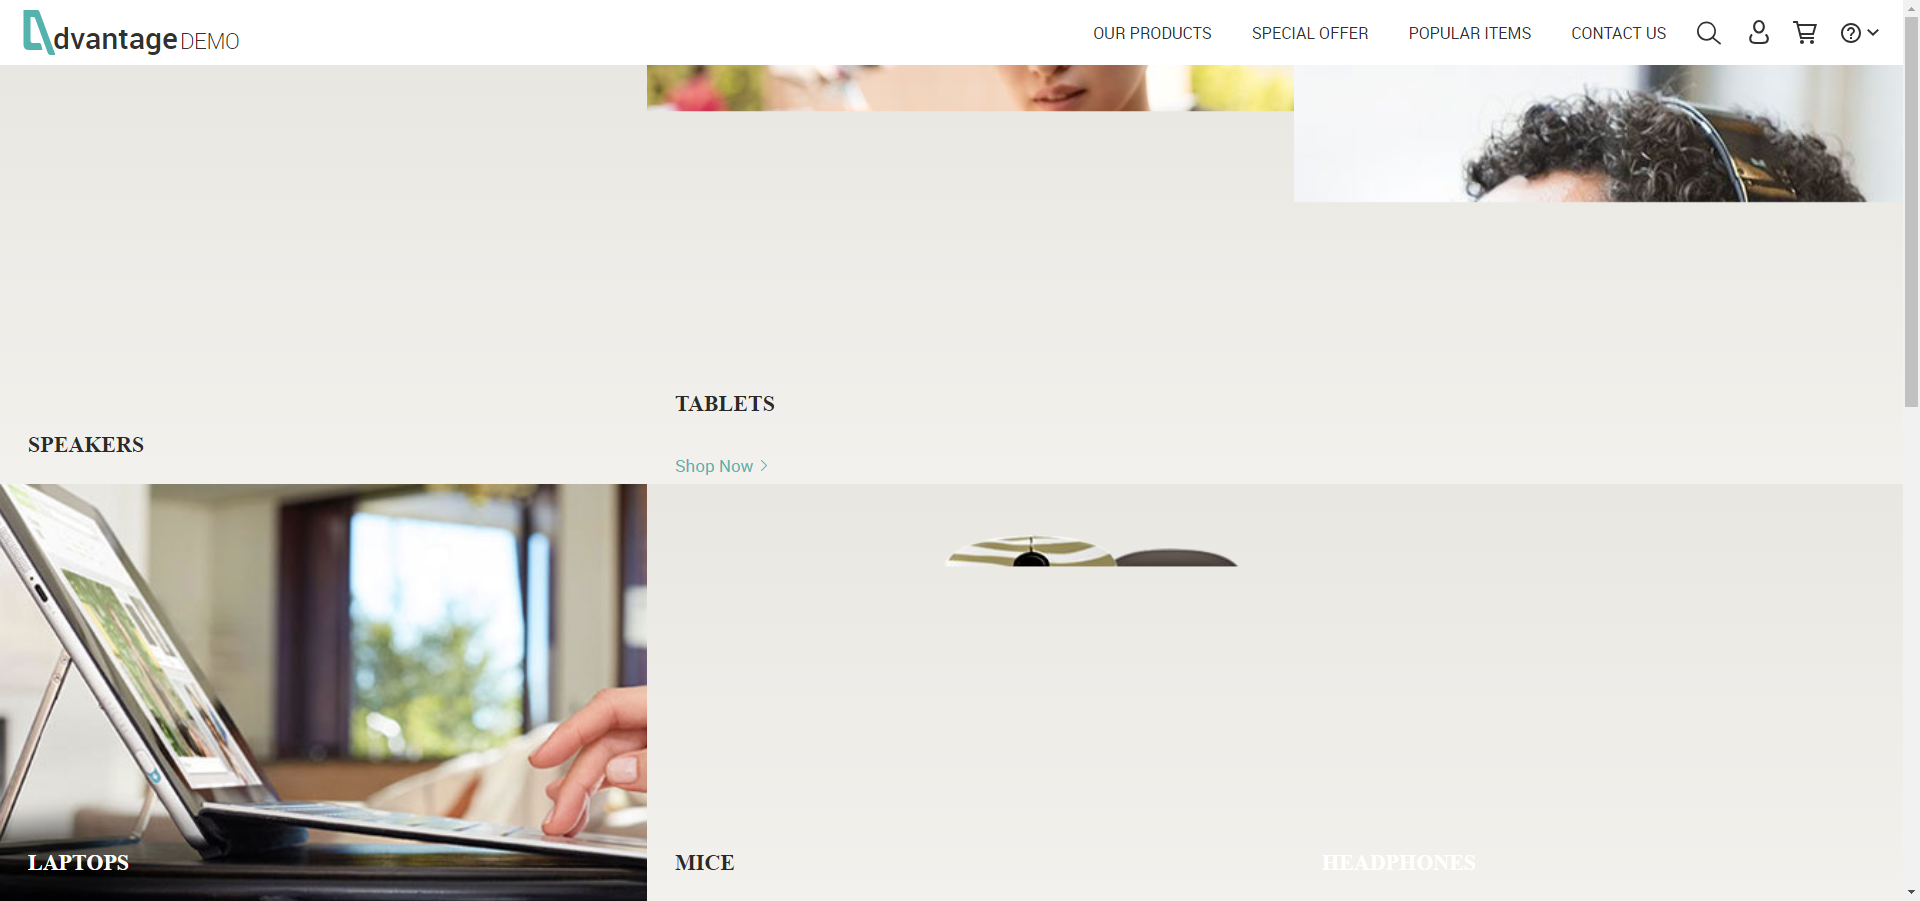 dvantage DEMO
OUR PRODUCTS
SPECIAL OFFER
POPULAR ITEMS
CONTACT US
TABLETS
SPEAKERS
Shop Now
LAPTOPS
MICE
HEADPHONES